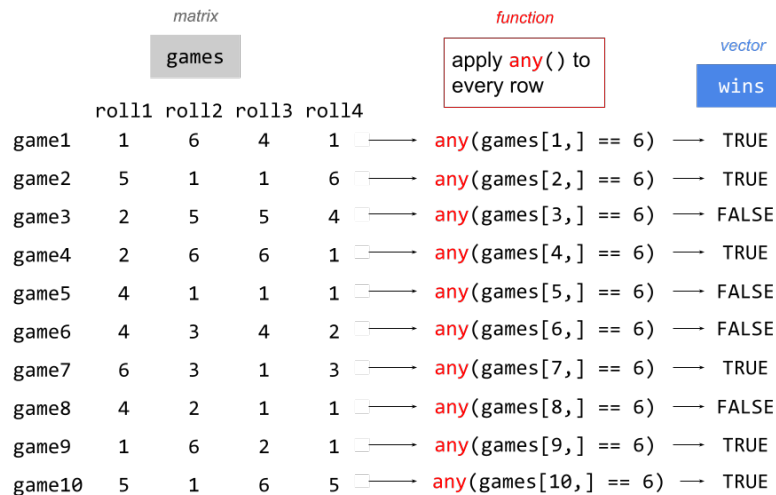 matrix
games
function
apply any() to
every row
vector
wins
roll1 roll2 roll3 roll4
game1 1 6 4 1 any(games[1,] == 6) TRUE
game2 5 1 1 6 any(games[2,] == 6) TRUE
game3 2 5 5 4 any(games[3,] == 6) FALSE
game4 2 6 6 1 any(games[4,] == 6) TRUE
game5 4 1 1 1 any(games[5,] == 6) FALSE
game6 4 3 4 2 any(games[6,] == 6) FALSE
game7 6 3 1 3 any(games[7,] == 6) TRUE
game8 4 2 1 1 any(games[8,] == 6) FALSE
game9 1 6 2 1 any(games[9,] == 6) TRUE
game10 5 1 6 5 any(games[10,] == 6) TRUE